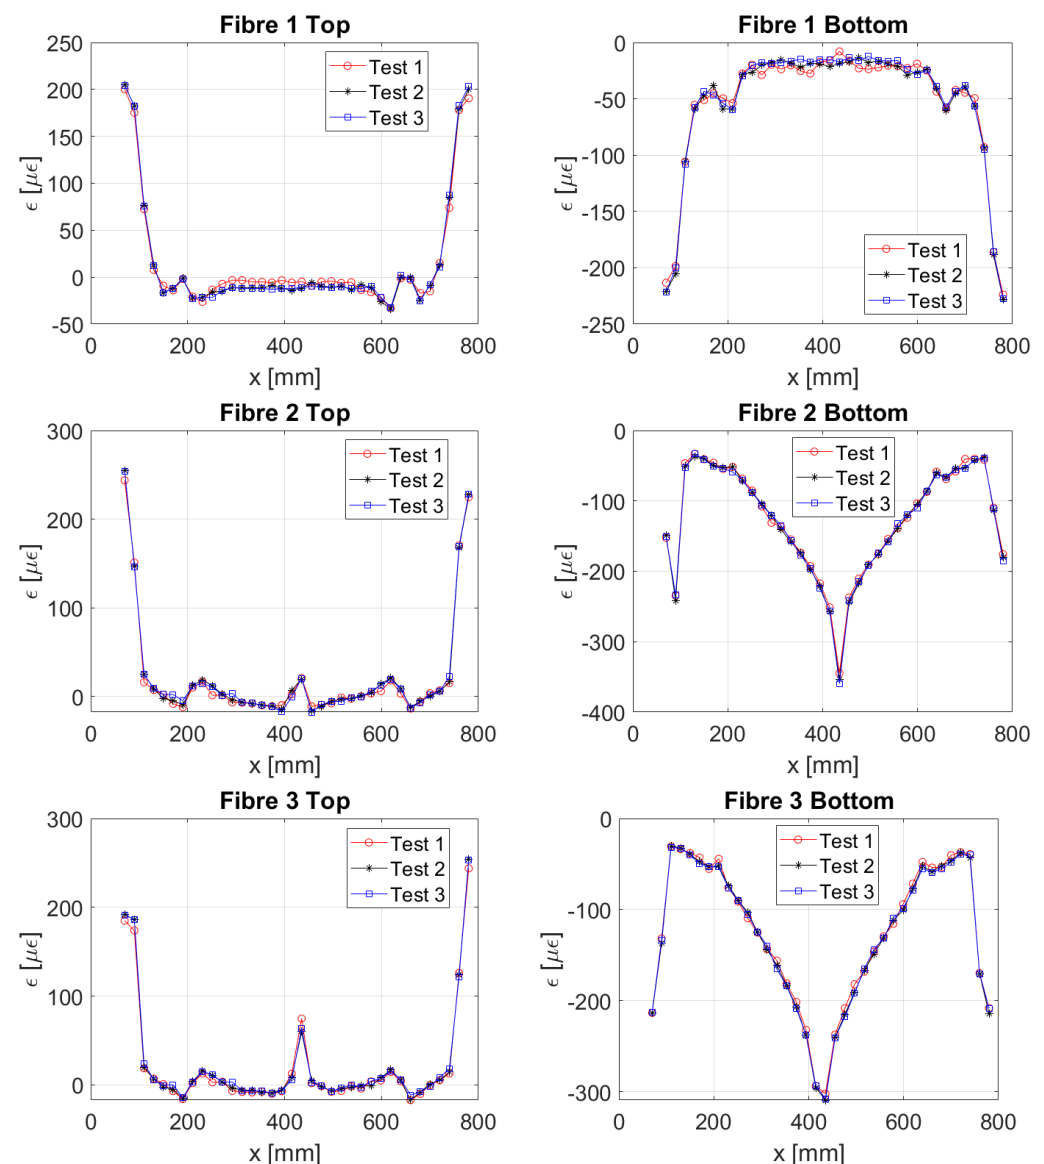 Fibre 1 Top
250
200
150
100
50
0
-50
ϵ [μϵ]
Test 1
Test 2
Test 3
0 200 400 600 800
x [mm]
Fibre 1 Bottom
0
-50
-100
-150
-200
-250
ϵ [μϵ]
Test 1
Test 2
Test 3
0 200 400 600 800
x [mm]
Fibre 2 Top
300
200
100
0
ϵ [μϵ]
Test 1
Test 2
Test 3
0 200 400 600 800
x [mm]
Fibre 2 Bottom
0
-100
-200
-300
-400
ϵ [μϵ]
Test 1
Test 2
Test 3
0 200 400 600 800
x [mm]
Fibre 3 Top
300
200
100
0
ϵ [μϵ]
Test 1
Test 2
Test 3
0 200 400 600 800
x [mm]
Fibre 3 Bottom
0
-100
-200
-300
ϵ [μϵ]
Test 1
Test 2
Test 3
0 200 400 600 800
x [mm]